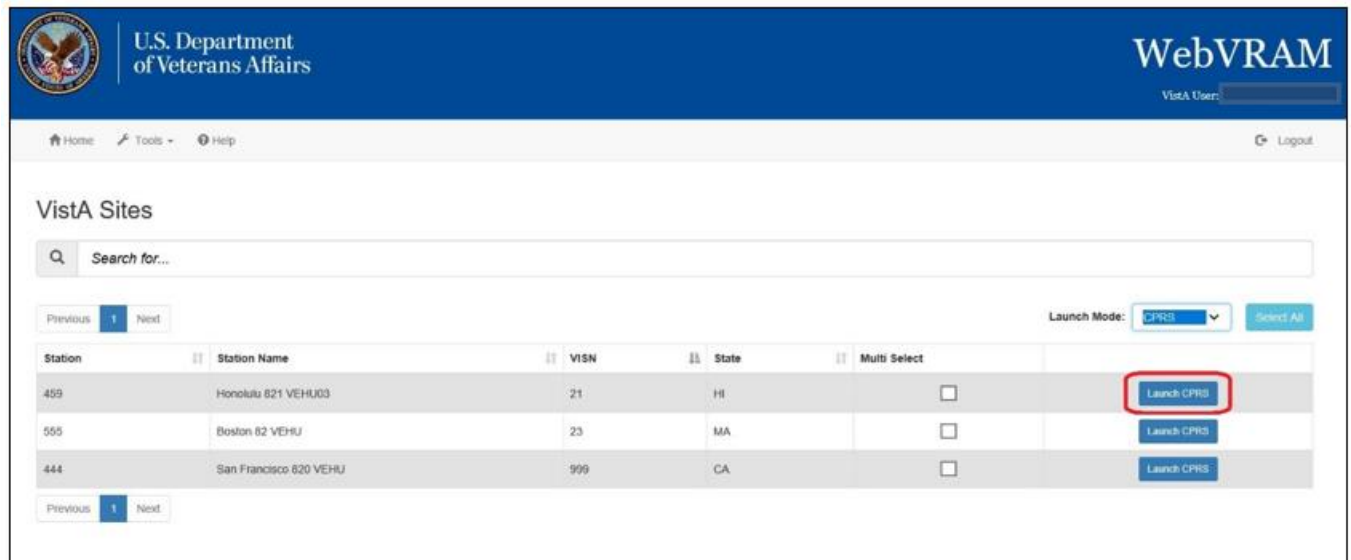 U.S. Department
of Veterans Affairs
WebVRAM
VistA User:
Home Tools Help Logout
VistA Sites
Search for...
Previous 1 Next Launch Mode: CPRS Select All
Station Station Name VISN State Multi Select
459 Honolulu 821 VEHU03 21 HI Launch CPRS
555 Boston 82 VEHU 23 MA Launch CPRS
444 San Francisco 820 VEHU 999 CA Launch CPRS
Previous 1 Next